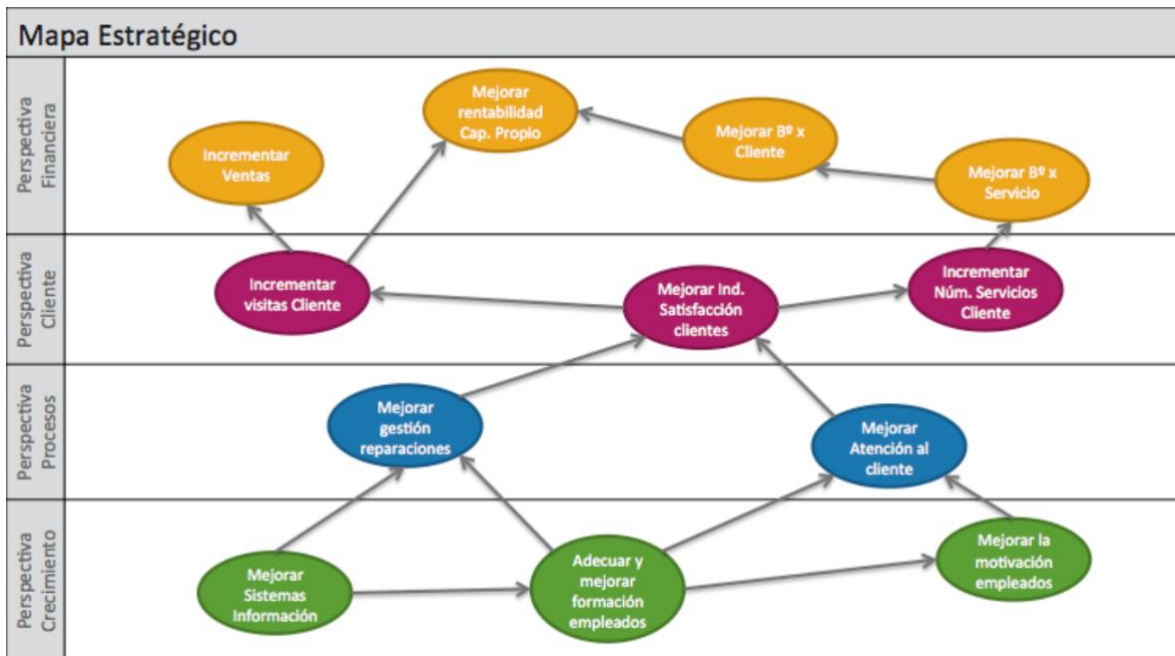 Mapa Estratégico
Perspectiva
Financiera
Mejorar
rentabilidad
Cap. Propio
Mejorar Bº x
Cliente
Incrementar
Ventas
Mejorar Bº x
Servicio
Perspectiva
Cliente
Incrementar
visitas Cliente
Mejorar Ind.
Satisfacción
clientes
Incrementar
Núm. Servicios
Cliente
Perspectiva
Procesos
Mejorar
gestión
reparaciones
Mejorar
Atención al
cliente
Perspectiva
Crecimiento
Mejorar
Sistemas
Información
Adecuar y
mejorar
formación
empleados
Mejorar la
motivación
empleados